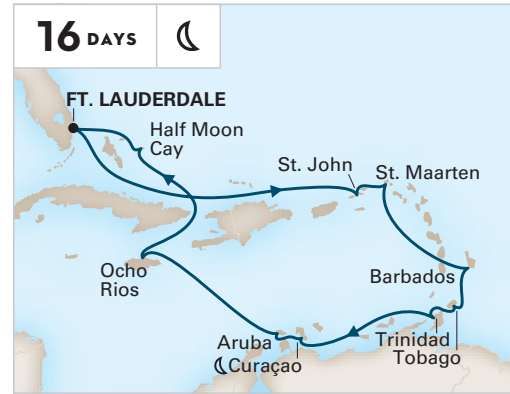 16 DAYS
FT. LAUDERDALE
Half Moon
Cay
St. John
St. Maarten
Ocho
Rios
Barbados
Aruba
Curaçao
Trinidad
Tobago